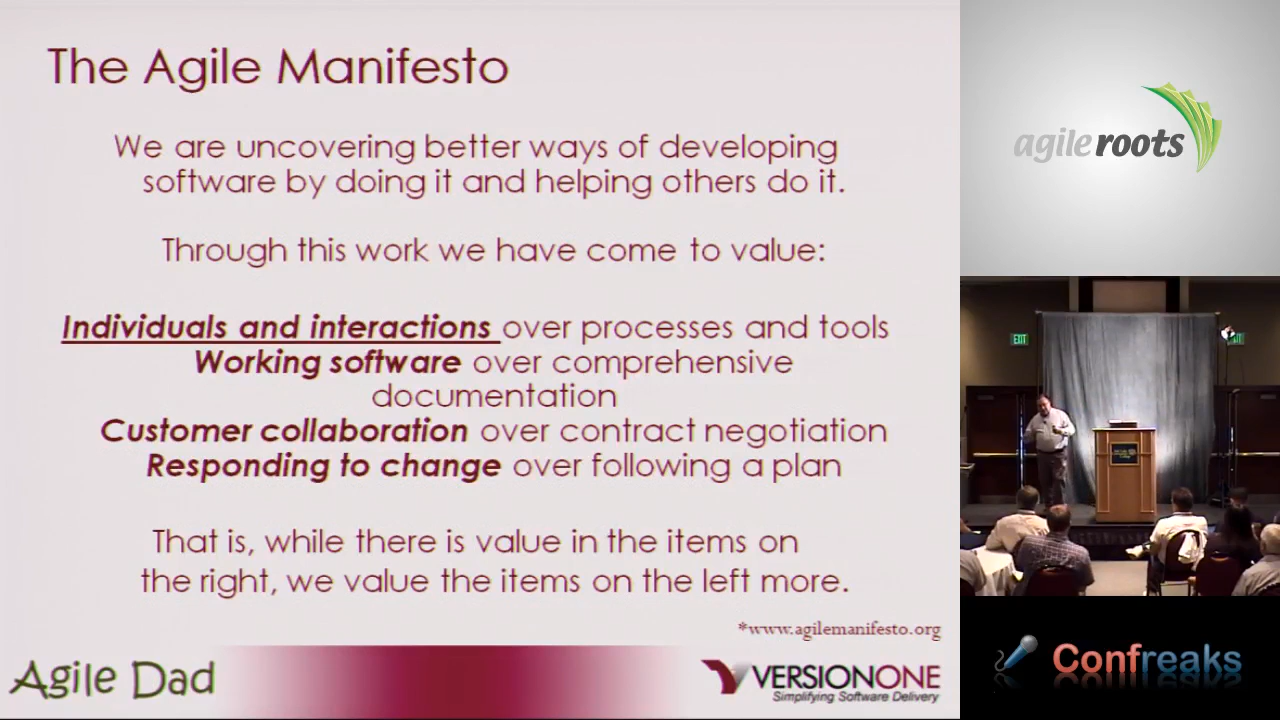 The Agile Manifesto
We are uncovering better ways of developing
software by doing it and helping others do it.
Through this work we have come to value:
Individuals and interactions over processes and tools
Working software over comprehensive
documentation
Customer collaboration over contract negotiation
Responding to change over following a plan
That is, while there is value in the items on
the right, we value the items on the left more.
*www.agilemanifesto.org
Agile Dad
VERSIONONE
Simplifying Software Delivery
agile roots
EXIT
EXIT
Confreaks